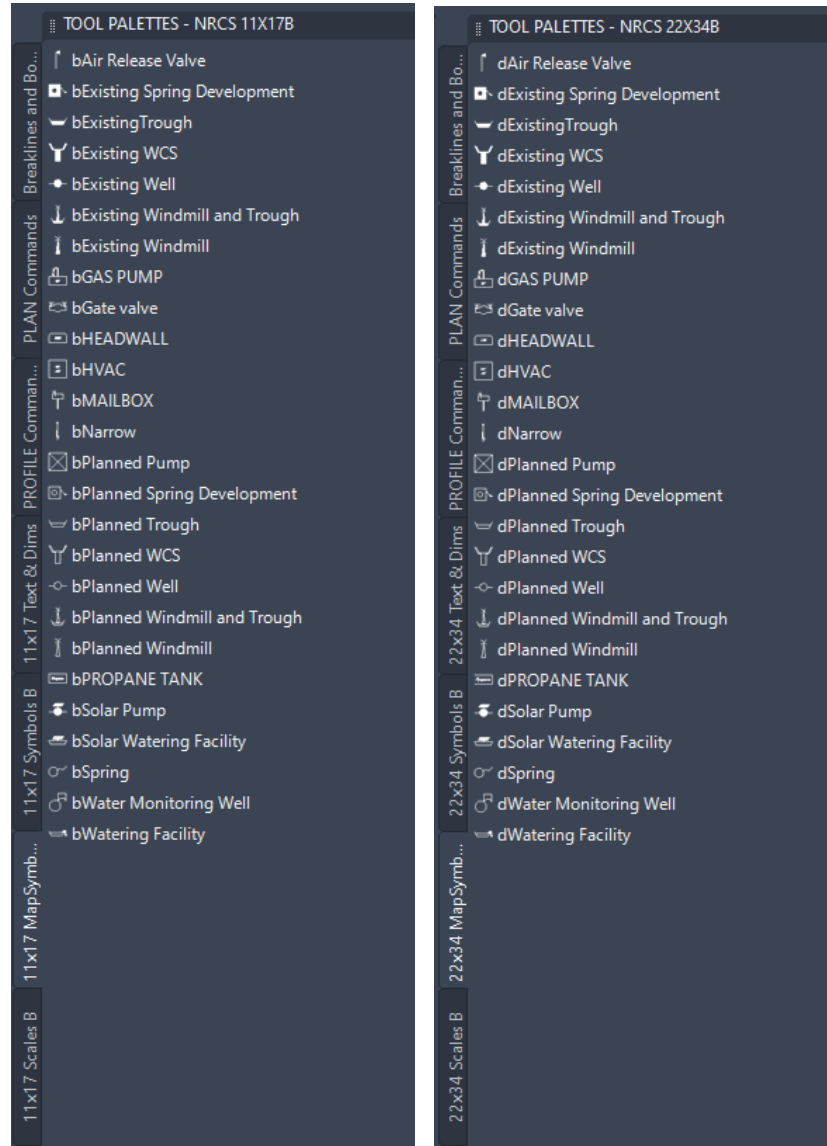 TOOL PALETTES - NRCS 11X17B
bAir Release Valve
bExisting Spring Development
bExistingTrough
bExisting WCS
bExisting Well
bExisting Windmill and Trough
bExisting Windmill
bGAS PUMP
bGate valve
bHEADWALL
bHVAC
bMAILBOX
bNarrow
bPlanned Pump
bPlanned Spring Development
bPlanned Trough
bPlanned WCS
bPlanned Well
bPlanned Windmill and Trough
bPlanned Windmill
bPROPANE TANK
bSolar Pump
bSolar Watering Facility
bSpring
bWater Monitoring Well
bWatering Facility
Breaklines and Bo...
PLAN Commands
PROFILE Comman...
11x17 Text & Dims
11x17 Symbols B
11x17 MapSymb...
11x17 Scales B
TOOL PALETTES - NRCS 22X34B
dAir Release Valve
dExisting Spring Development
dExistingTrough
dExisting WCS
dExisting Well
dExisting Windmill and Trough
dExisting Windmill
dGAS PUMP
dGate valve
dHEADWALL
dHVAC
dMAILBOX
dNarrow
dPlanned Pump
dPlanned Spring Development
dPlanned Trough
dPlanned WCS
dPlanned Well
dPlanned Windmill and Trough
dPlanned Windmill
dPROPANE TANK
dSolar Pump
dSolar Watering Facility
dSpring
dWater Monitoring Well
dWatering Facility
Breaklines and Bo...
PLAN Commands
PROFILE Comman...
22x34 Text & Dims
22x34 Symbols B
22x34 MapSymb...
22x34 Scales B